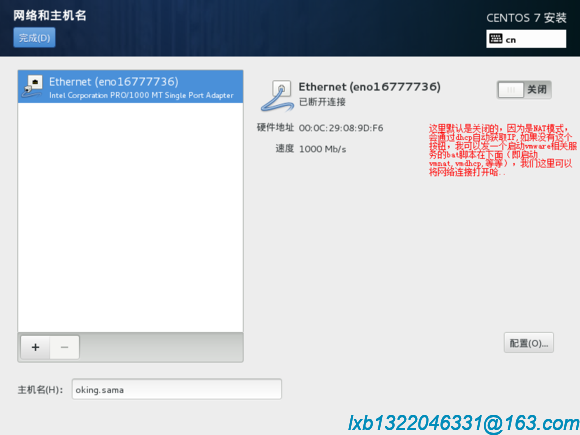 网络和主机名
CENTOS 7 安装
完成(D)
cn
Ethernet (eno16777736)
Intel Corporation PRO/1000 MT Single Port Adapter
Ethernet (eno16777736)
已断开连接
关闭
硬件地址 00:0C:29:08:9D:F6
速度 1000 Mb/s
这里默认是关闭的，因为是NAT模式，
会通过dhcp自动获取IP,如果没有这个
按钮，我可以发一个启动vmware相关服
务的bat脚本在下面（即启动
vmnat,vmdhcp,等等），我们这里可以
将网络连接打开哈..
+ −
配置(O)...
主机名(H): oking.sama
lxb1322046331@163.com